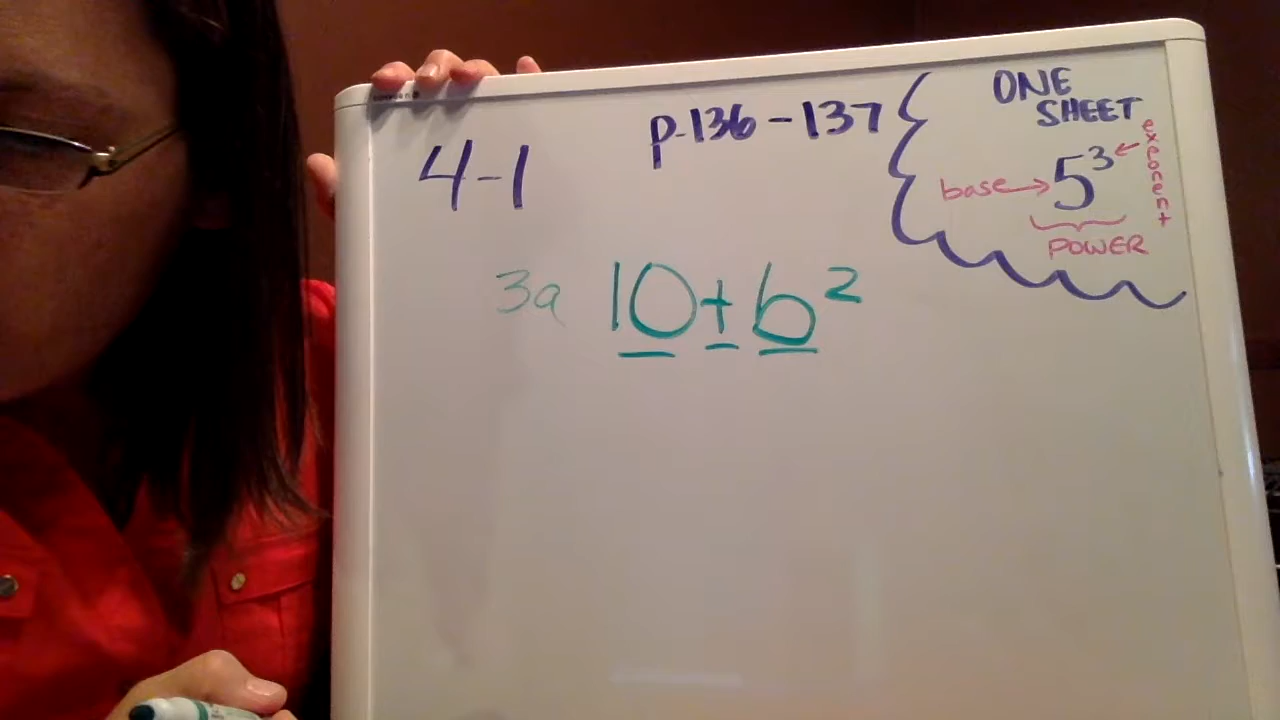 4-1
p.136-137
ONE
SHEET
base → 5³ ← exponent
POWER
3a 10 + b²